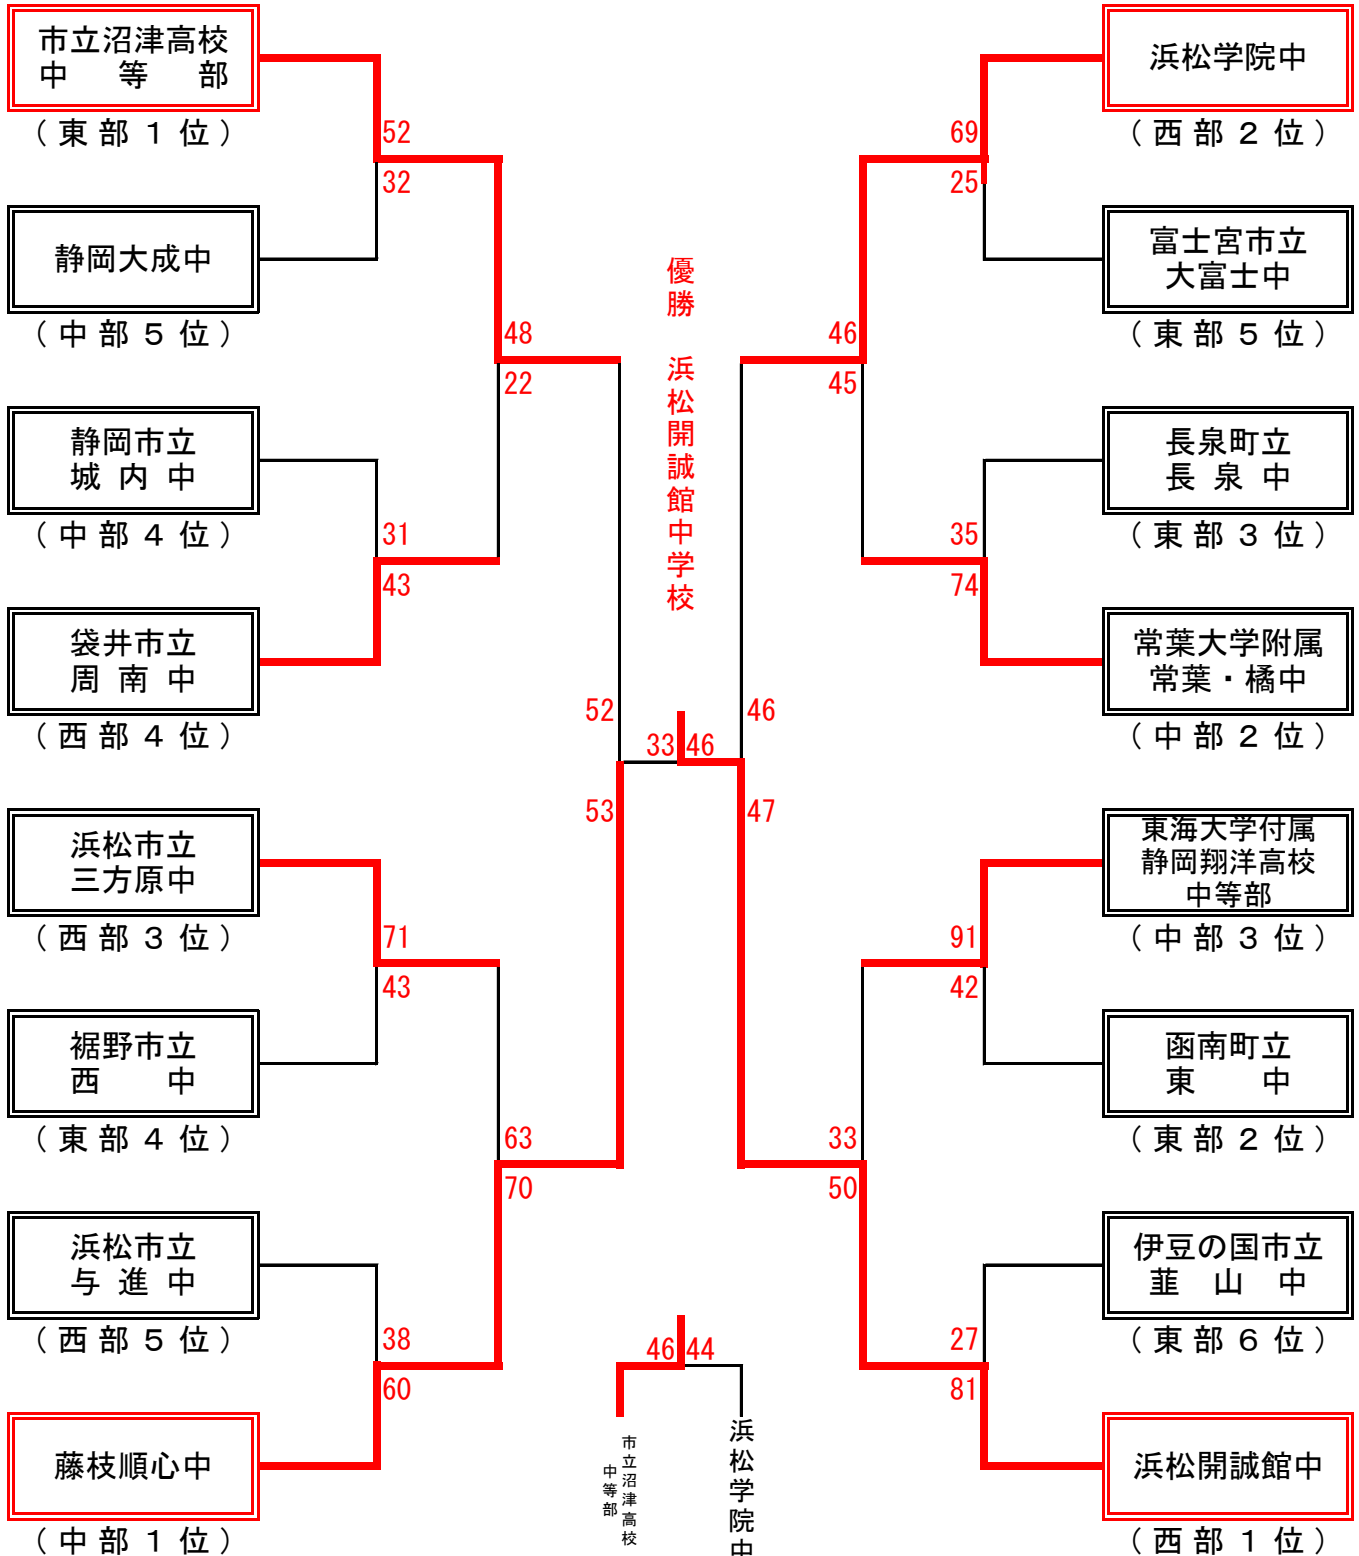 市立沼津高校
中等部
（東部１位）
52
32
静岡大成中
（中部５位）
48
22
静岡市立
城内中
（中部４位）
31
43
袋井市立
周南中
（西部４位）
52
53
浜松市立
三方原中
（西部３位）
71
43
裾野市立
西中
（東部４位）
63
70
浜松市立
与進中
（西部５位）
38
60
藤枝順心中
（中部１位）
優勝　浜松開誠館中学校
33
46
46
44
市立沼津高校
中等部
浜松学院中
浜松学院中
（西部２位）
69
25
富士宮市立
大富士中
（東部５位）
46
45
長泉町立
長泉中
（東部３位）
35
74
常葉大学附属
常葉・橘中
（中部２位）
46
47
東海大学付属
静岡翔洋高校
中等部
（中部３位）
91
42
函南町立
東中
（東部２位）
33
50
伊豆の国市立
韮山中
（東部６位）
27
81
浜松開誠館中
（西部１位）